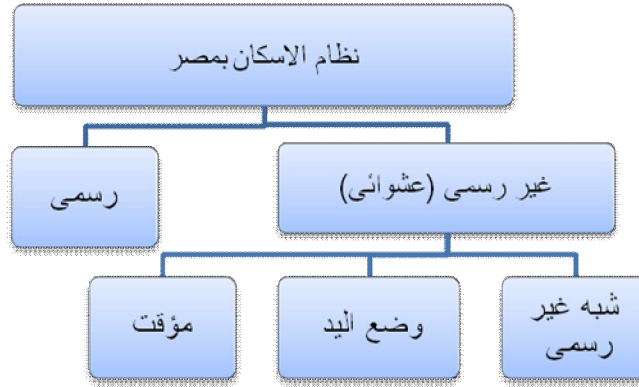 نظام الاسكان بمصر
غير رسمى (عشوائى)
رسمى
شبه غير
رسمى
وضع اليد
مؤقت